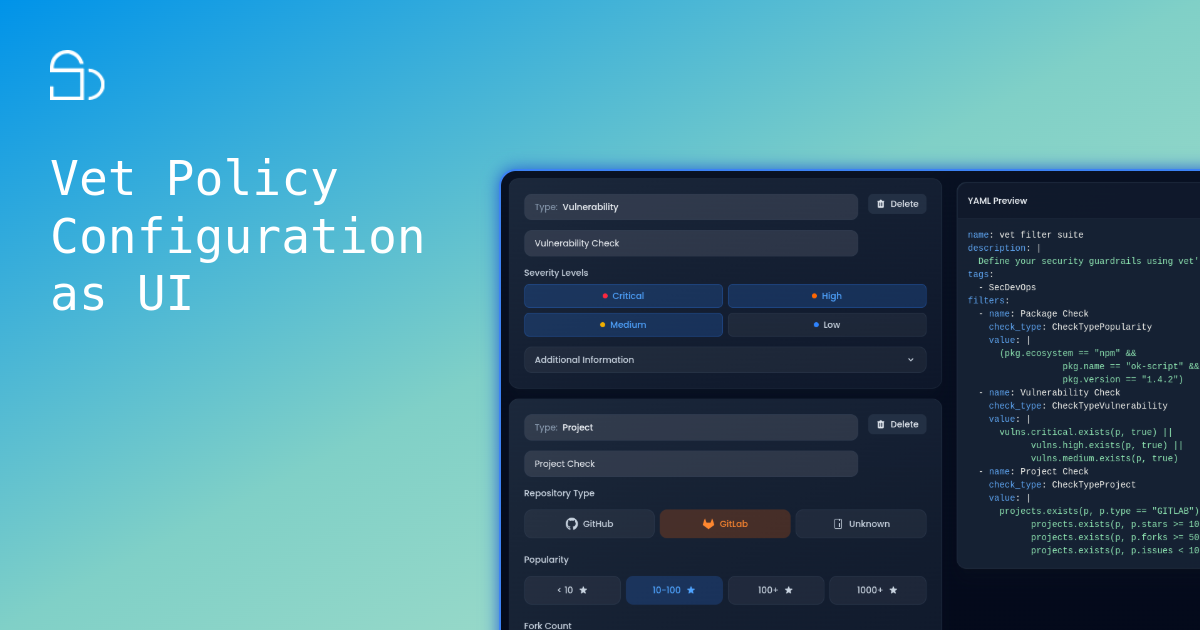 Vet Policy
Configuration
as UI
Type: Vulnerability
Delete
Vulnerability Check
Severity Levels
Critical
High
Medium
Low
Additional Information
Type: Project
Delete
Project Check
Repository Type
GitHub
GitLab
Unknown
Popularity
< 10 ★
10-100 ★
100+ ★
1000+ ★
Fork Count
YAML Preview
name: vet filter suite
description: |
  Define your security guardrails using vet'
tags:
  - SecDevOps
filters:
  - name: Package Check
    check_type: CheckTypePopularity
    value: |
      (pkg.ecosystem == "npm" &&
                  pkg.name == "ok-script" &&
                  pkg.version == "1.4.2")
  - name: Vulnerability Check
    check_type: CheckTypeVulnerability
    value: |
      vulns.critical.exists(p, true) ||
            vulns.high.exists(p, true) ||
            vulns.medium.exists(p, true)
  - name: Project Check
    check_type: CheckTypeProject
    value: |
      projects.exists(p, p.type == "GITLAB")
            projects.exists(p, p.stars >= 10
            projects.exists(p, p.forks >= 50
            projects.exists(p, p.issues < 10